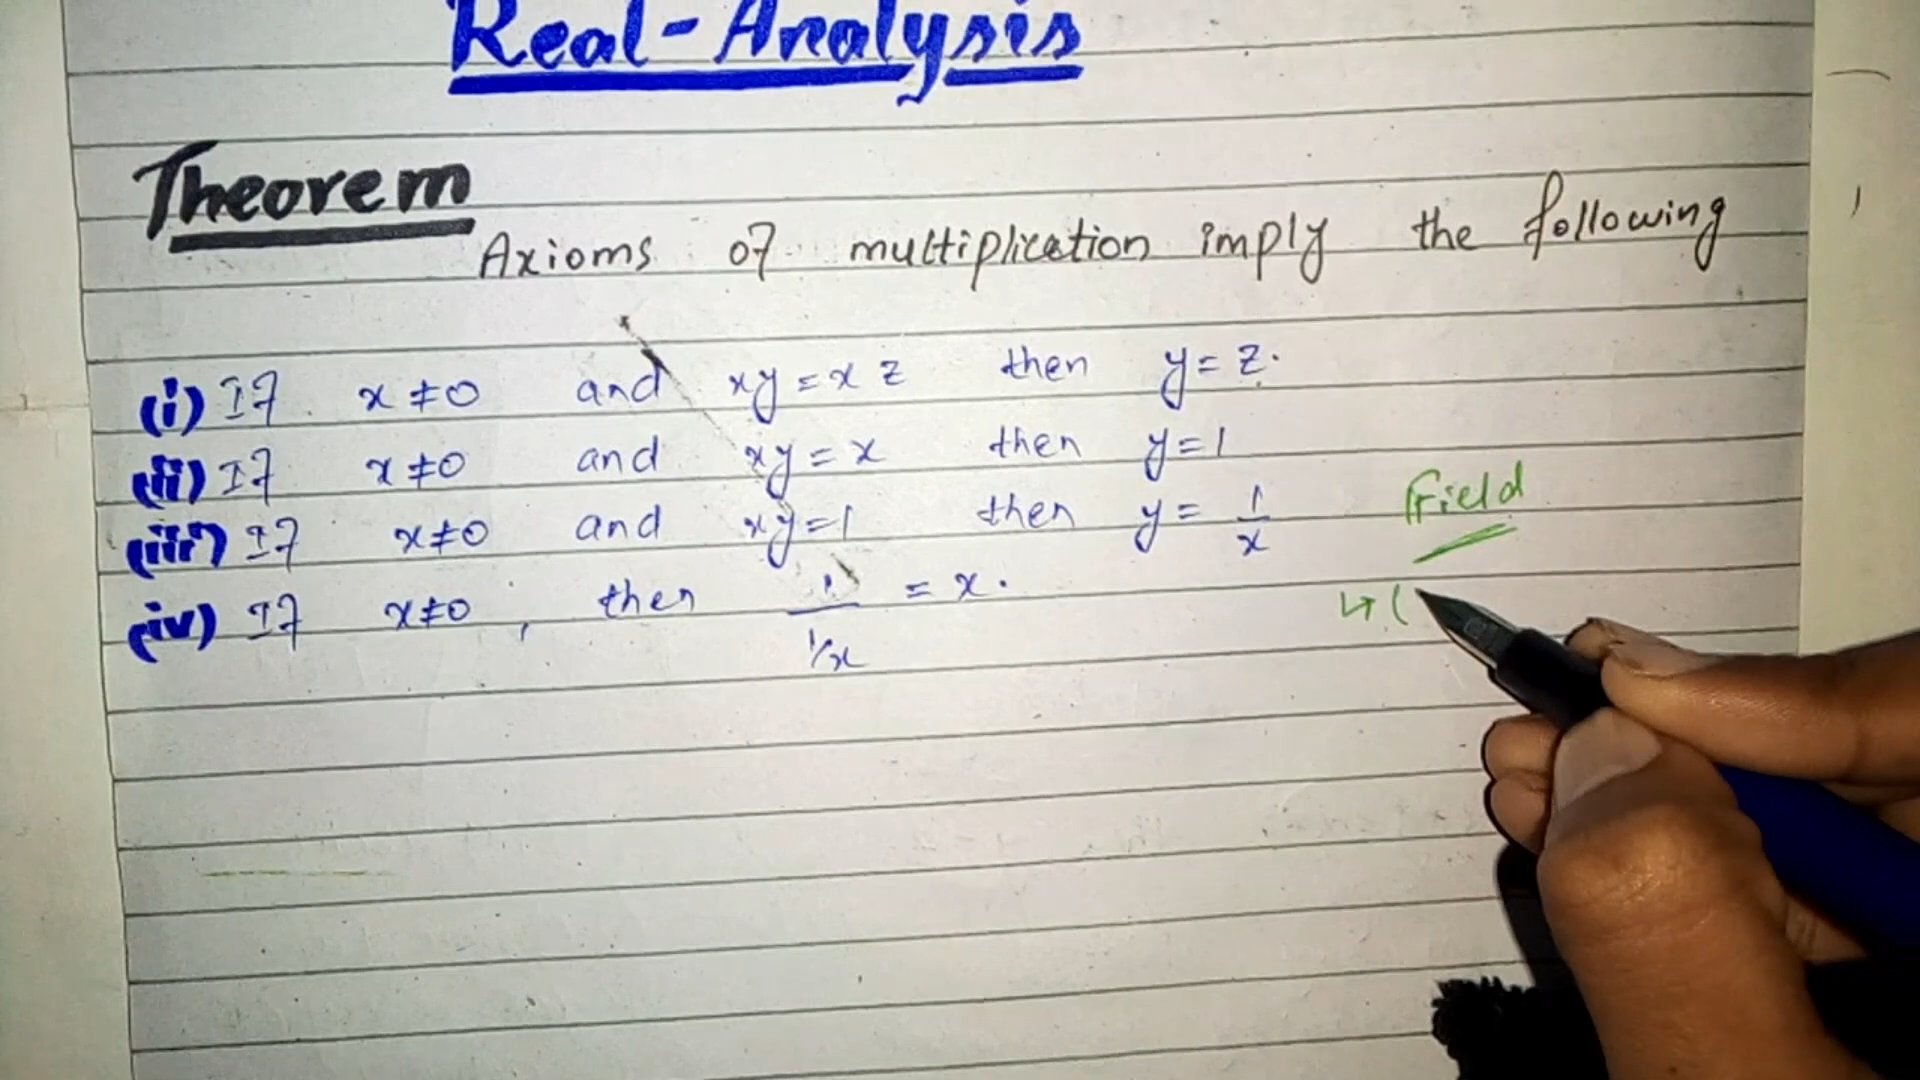 Real-Analysis
Theorem
Axioms of multiplication imply the following
(i) If x ≠ 0 and xy = x z then y = z.
(ii) If x ≠ 0 and xy = x then y = 1
(iii) If x ≠ 0 and xy = 1 then y = 1/x
(iv) If x ≠ 0, then 1/(1/x) = x.
Field
↳ (